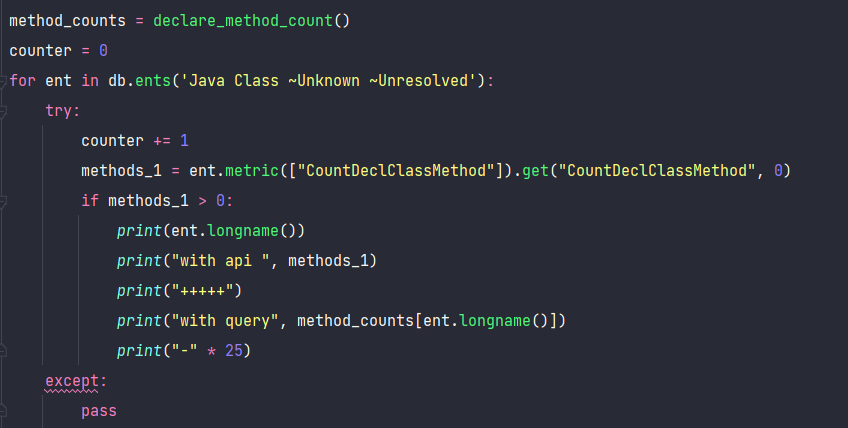 method_counts = declare_method_count()
counter = 0
for ent in db.ents('Java Class ~Unknown ~Unresolved'):
    try:
        counter += 1
        methods_1 = ent.metric(["CountDeclClassMethod"]).get("CountDeclClassMethod", 0)
        if methods_1 > 0:
            print(ent.longname())
            print("with api ", methods_1)
            print("+++++")
            print("with query", method_counts[ent.longname()])
            print("-" * 25)
    except:
        pass